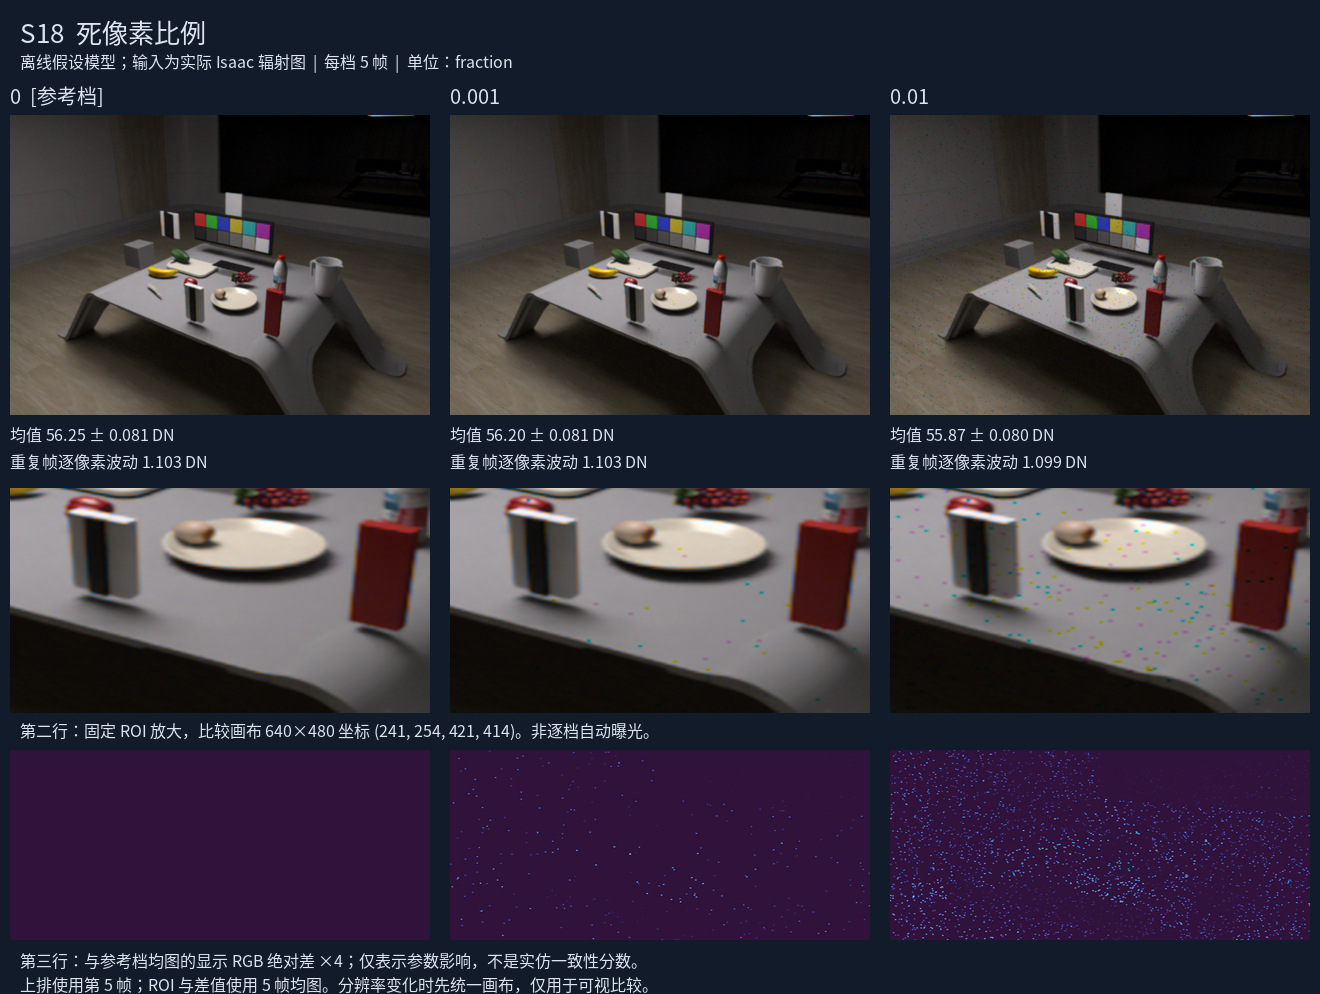 S18 死像素比例
离线假设模型；输入为实际 Isaac 辐射图 | 每档 5 帧 | 单位：fraction
0 [参考档]
0.001
0.01
均值 56.25 ± 0.081 DN
重复帧逐像素波动 1.103 DN
均值 56.20 ± 0.081 DN
重复帧逐像素波动 1.103 DN
均值 55.87 ± 0.080 DN
重复帧逐像素波动 1.099 DN
第二行：固定 ROI 放大，比较画布 640×480 坐标 (241, 254, 421, 414)。非逐档自动曝光。
第三行：与参考档均图的显示 RGB 绝对差 ×4；仅表示参数影响，不是实仿一致性分数。
上排使用第 5 帧；ROI 与差值使用 5 帧均图。分辨率变化时先统一画布，仅用于可视比较。